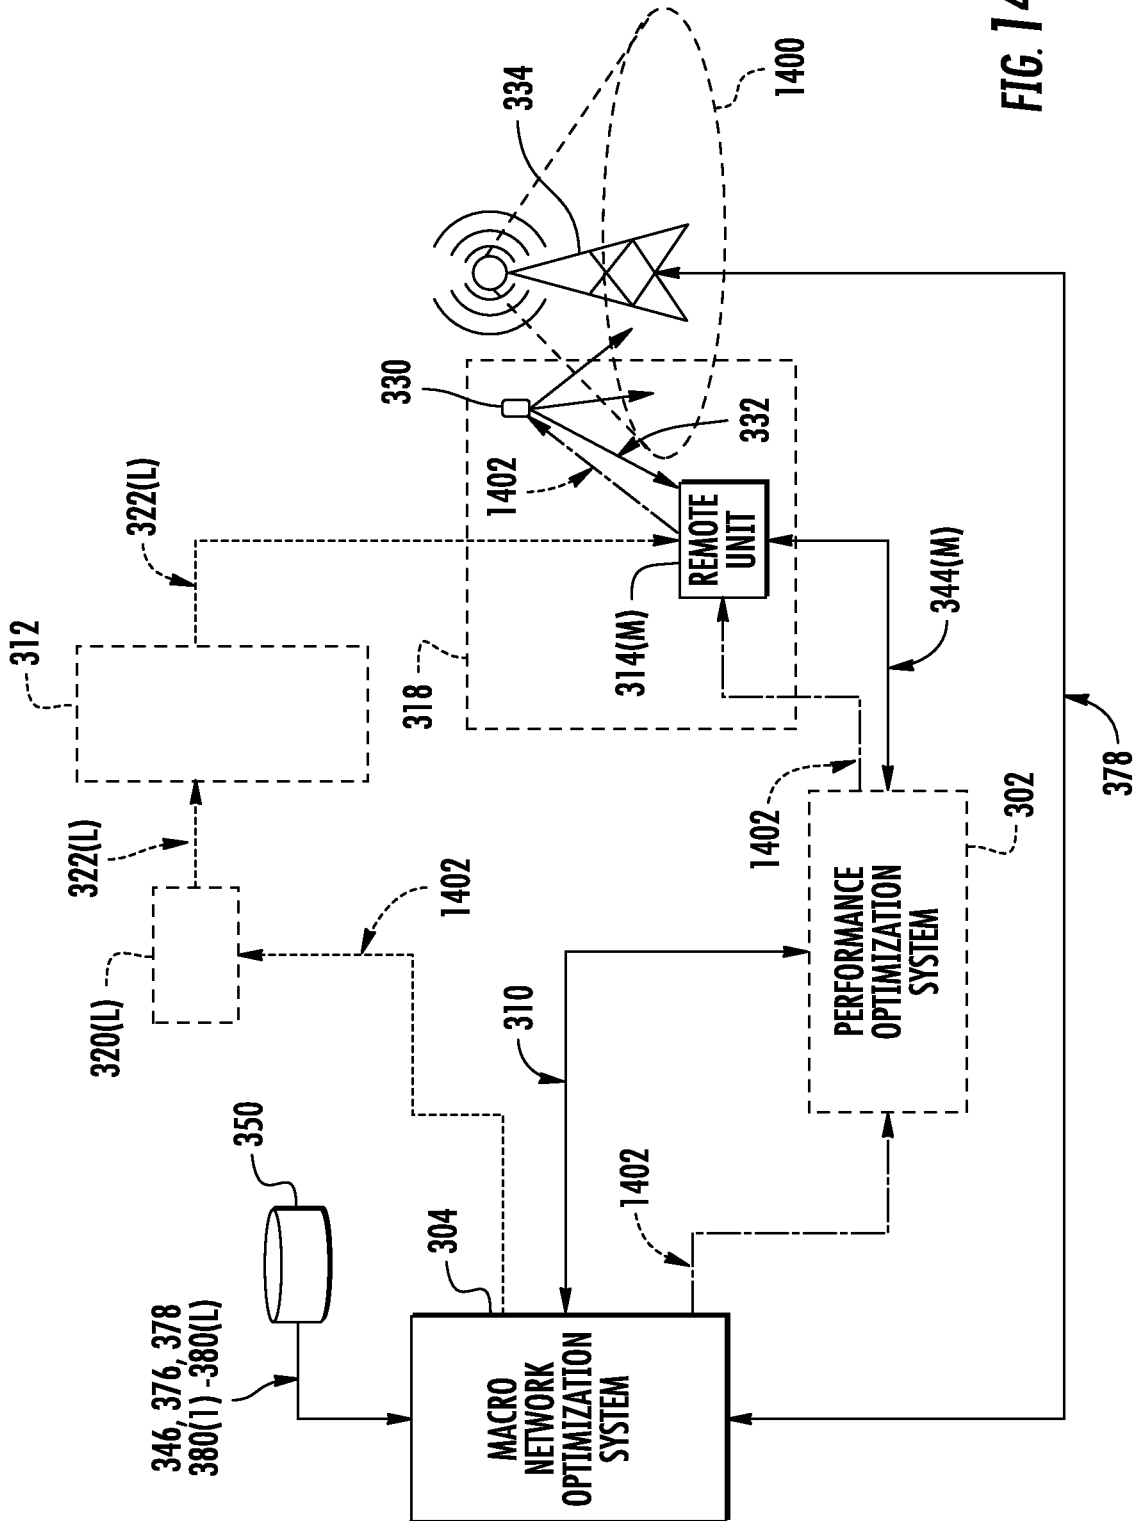 346, 376, 378
380(1) -380(L)
350
304
MACRO
NETWORK
OPTIMIZATION
SYSTEM
320(L)
322(L)
312
322(L)
1402
310
1402
PERFORMANCE
OPTIMIZATION
SYSTEM
302
1402
344(M)
378
318
314(M)
REMOTE
UNIT
1402
332
330
334
1400
FIG. 14